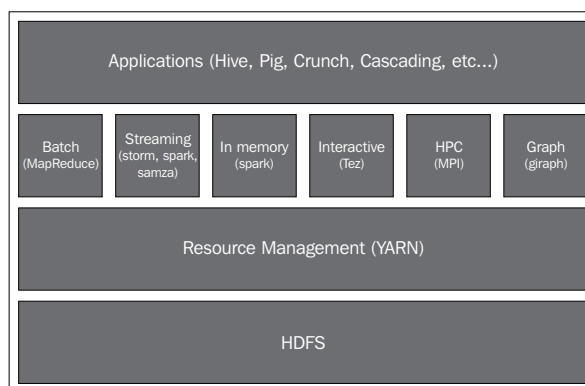 Applications (Hive, Pig, Crunch, Cascading, etc...)
Batch
(MapReduce)
Streaming
(storm, spark,
samza)
In memory
(spark)
Interactive
(Tez)
HPC
(MPI)
Graph
(giraph)
Resource Management (YARN)
HDFS